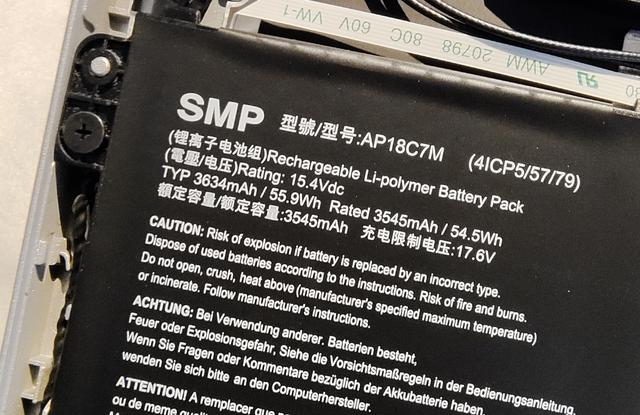 AWM 20798 80C 60V VW-1
SMP 型號/型号:AP18C7M (4ICP5/57/79)
(锂离子电池组)Rechargeable Li-polymer Battery Pack
(電壓/电压)Rating: 15.4Vdc
TYP 3634mAh / 55.9Wh Rated 3545mAh / 54.5Wh
額定容量/额定容量:3545mAh 充电限制电压:17.6V
CAUTION: Risk of explosion if battery is replaced by an incorrect type.
Dispose of used batteries according to the instructions. Risk of fire and burns.
Do not open, crush, heat above (manufacturer's specified maximum temperature)
or incinerate. Follow manufacturer's instructions.
ACHTUNG: Bei Verwendung anderer. Batterien besteht,
Feuer oder Explosionsgefahr, Siehe die Vorsichtsmaßregeln in der Bedienungsanleitung,
Wenn Sie Fragen oder Kommentare bezüglich der Akkubatterie haben,
wenden Sie sich bitte an den Computerhersteller.
ATTENTION! A remplacer que
ou de meme